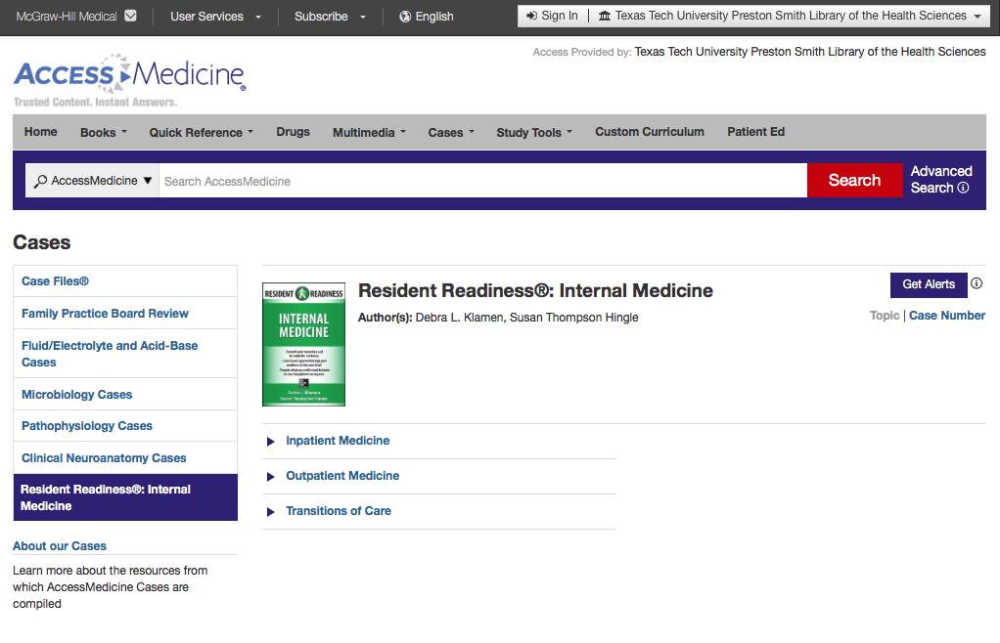 McGraw-Hill Medical User Services Subscribe English Sign In | Texas Tech University Preston Smith Library of the Health Sciences
Access Provided by: Texas Tech University Preston Smith Library of the Health Sciences
ACCESS Medicine
Trusted Content. Instant Answers.
Home Books Quick Reference Drugs Multimedia Cases Study Tools Custom Curriculum Patient Ed
AccessMedicine Search AccessMedicine Search Advanced Search
Cases
Case Files®
Family Practice Board Review
Fluid/Electrolyte and Acid-Base
Cases
Microbiology Cases
Pathophysiology Cases
Clinical Neuroanatomy Cases
Resident Readiness®: Internal
Medicine
About our Cases
Learn more about the resources from
which AccessMedicine Cases are
compiled
RESIDENT READINESS
INTERNAL
MEDICINE
Debra L. Klamen
Susan Thompson Hingle
Resident Readiness®: Internal Medicine
Author(s): Debra L. Klamen, Susan Thompson Hingle
Get Alerts
Topic | Case Number
Inpatient Medicine
Outpatient Medicine
Transitions of Care